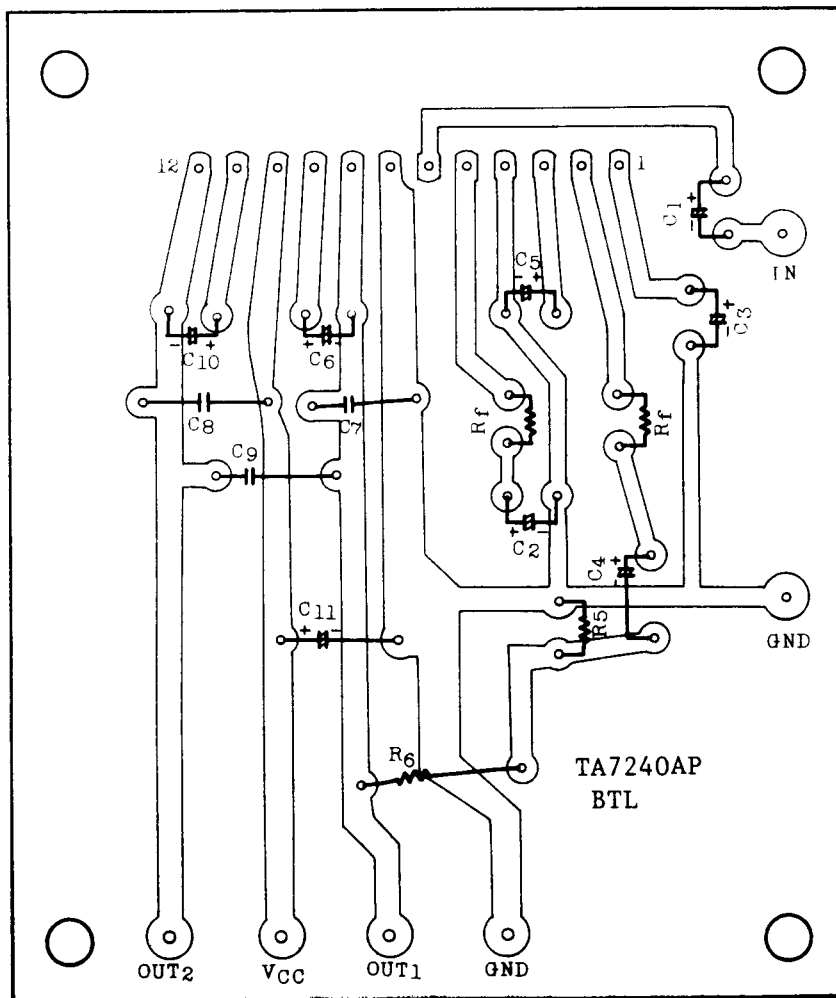 12
1
C1
+
-
IN
C5
- +
C3
+
-
- +
C10
+ -
C6
C8
C7
Rf
Rf
C9
+ -
C2
C4
+
-
C11
+ -
R5
GND
R6
TA7240AP
BTL
OUT2
VCC
OUT1
GND